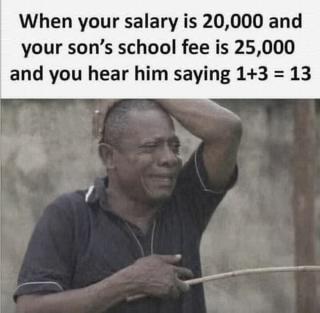 When your salary is 20,000 and
your son's school fee is 25,000
and you hear him saying 1+3 = 13